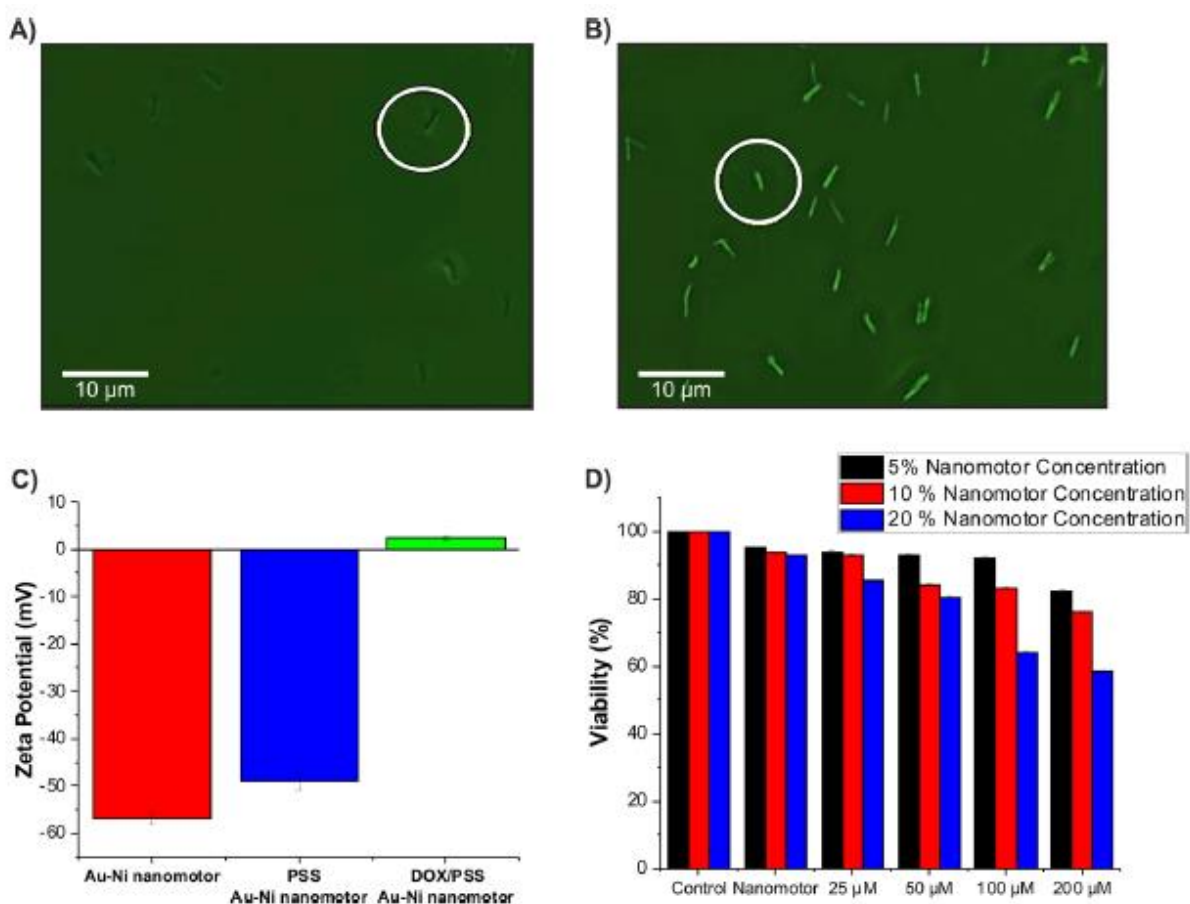 A)
B)
10 µm
10 µm
C)
10
0
-10
-20
-30
-40
-50
-60
Zeta Potential (mV)
Au-Ni nanomotor
PSS
Au-Ni nanomotor
DOX/PSS
Au-Ni nanomotor
D)
5% Nanomotor Concentration
10 % Nanomotor Concentration
20 % Nanomotor Concentration
100
80
60
40
20
0
Viability (%)
Control
Nanomotor
25 µM
50 µM
100 µM
200 µM